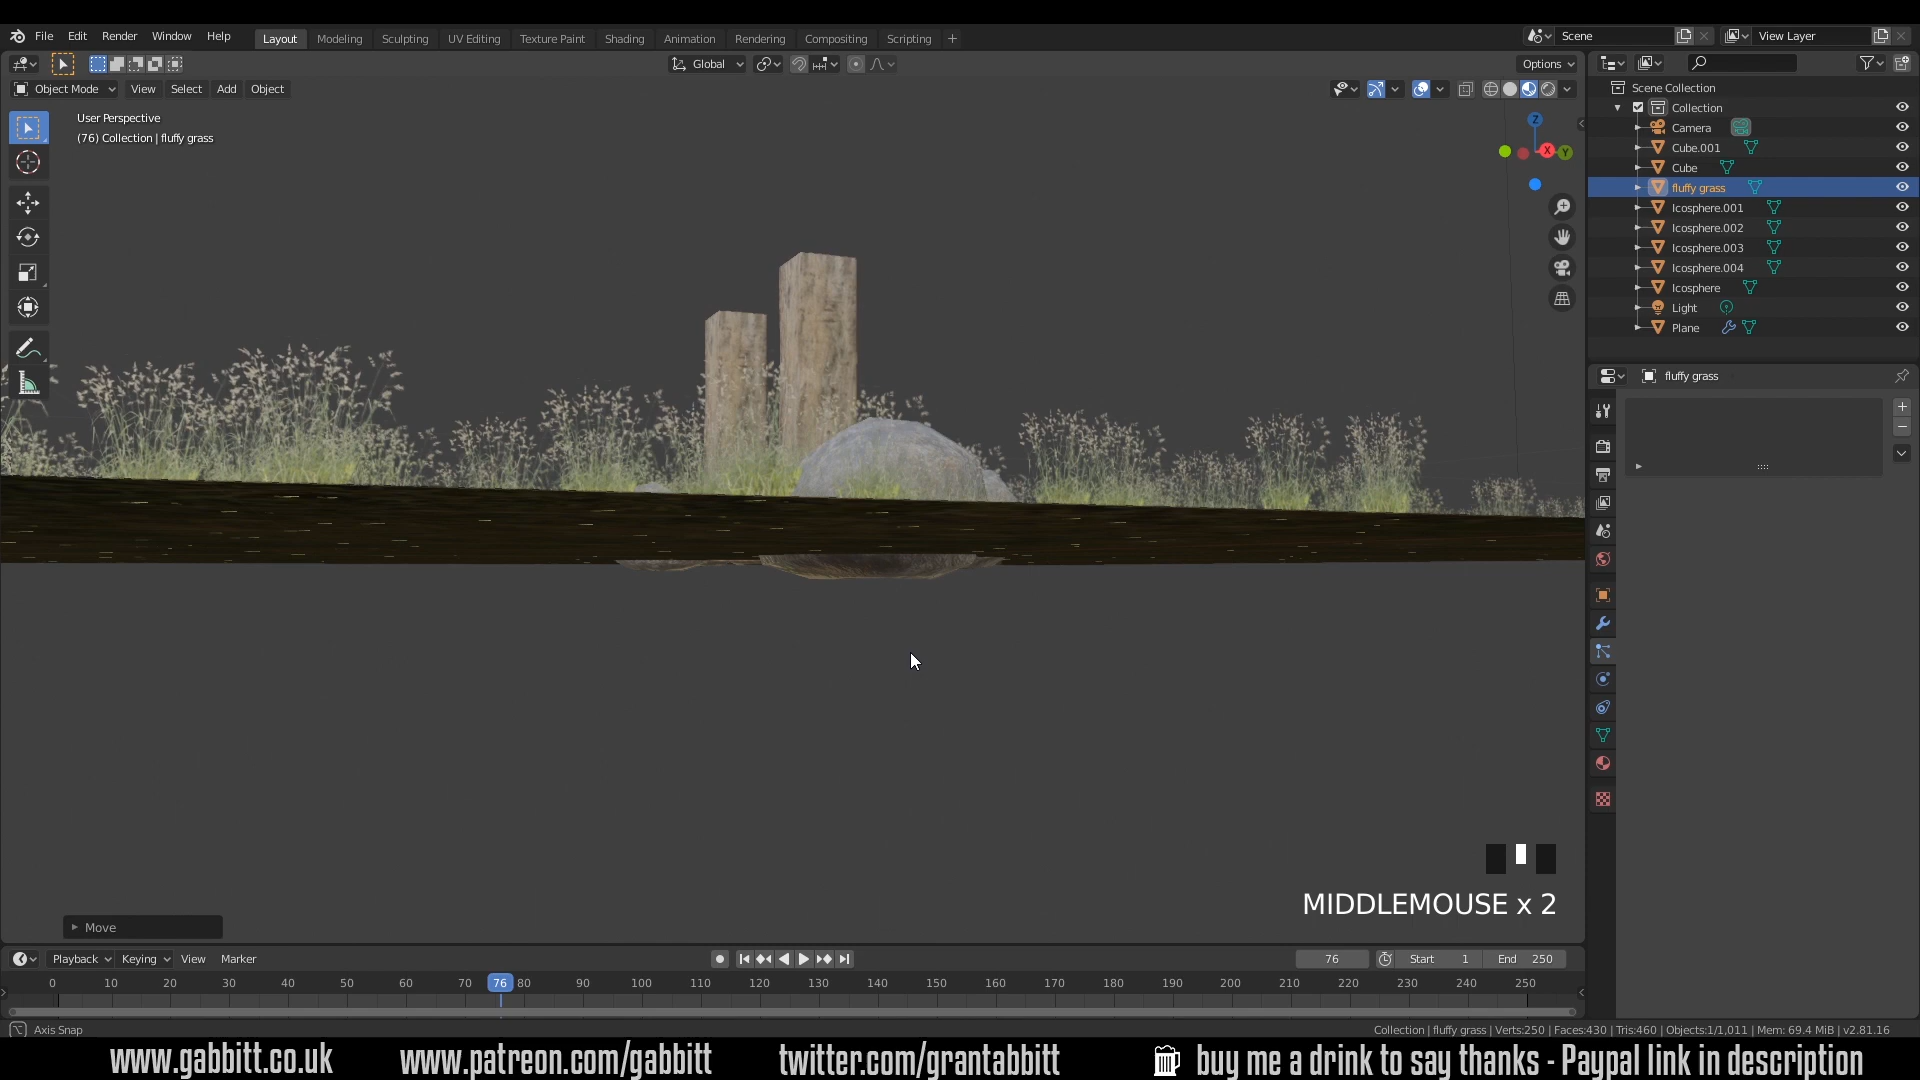 File Edit Render Window Help Layout Modeling Sculpting UV Editing Texture Paint Shading Animation Rendering Compositing Scripting + Scene View Layer
Global Options
Object Mode View Select Add Object
User Perspective
(76) Collection | fluffy grass
Z
X
Y
Scene Collection
Collection
Camera
Cube.001
Cube
fluffy grass
Icosphere.001
Icosphere.002
Icosphere.003
Icosphere.004
Icosphere
Light
Plane
fluffy grass
MIDDLEMOUSE x 2
Move
Playback Keying View Marker 76 Start 1 End 250
0 10 20 30 40 50 60 70 76 80 90 100 110 120 130 140 150 160 170 180 190 200 210 220 230 240 250
Axis Snap
Collection | fluffy grass | Verts:250 | Faces:430 | Tris:460 | Objects:1/1,011 | Mem: 69.4 MiB | v2.81.16
www.gabbitt.co.uk www.patreon.com/gabbitt twitter.com/grantabbitt buy me a drink to say thanks - Paypal link in description